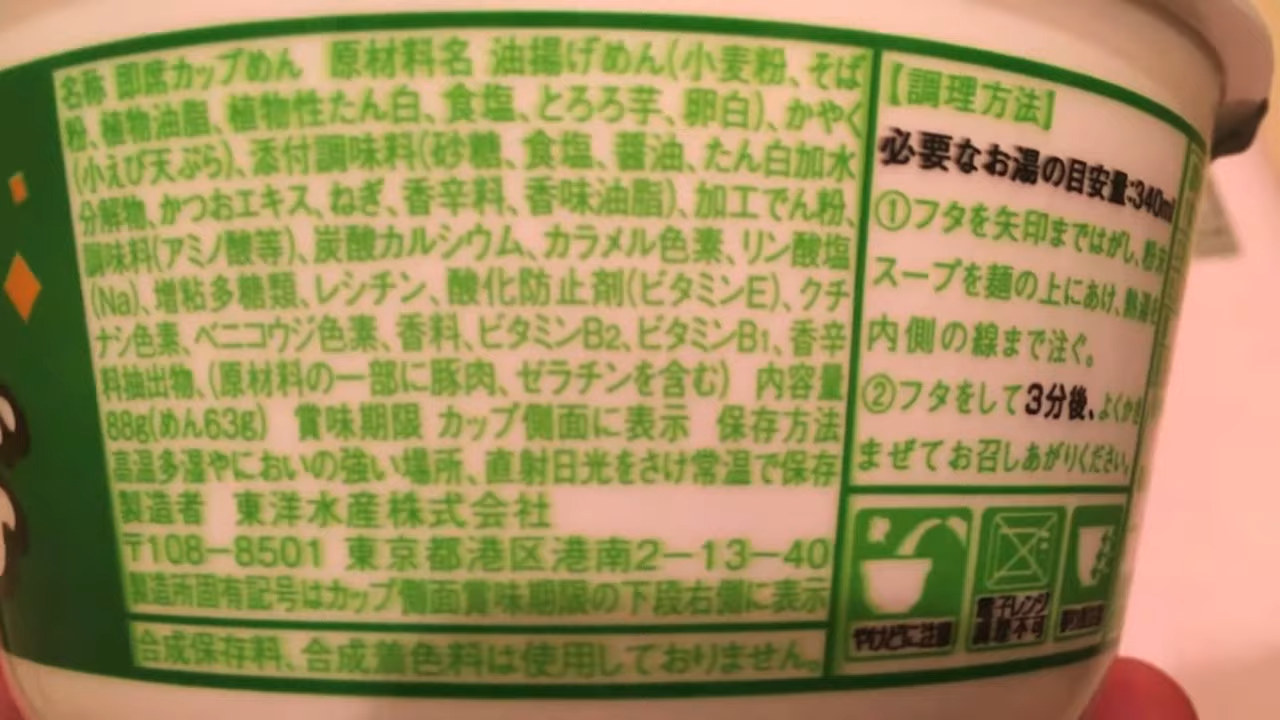 名称 即席カップめん 原材料名 油揚げめん(小麦粉、そば
粉、植物油脂、植物性たん白、食塩、とろろ芋、卵白)、かやく
(小えび天ぷら)、添付調味料(砂糖、食塩、醤油、たん白加水
分解物、かつおエキス、ねぎ、香辛料、香味油脂)、加工でん粉、
調味料(アミノ酸等)、炭酸カルシウム、カラメル色素、リン酸塩
(Na)、増粘多糖類、レシチン、酸化防止剤(ビタミンE)、クチ
ナシ色素、ベニコウジ色素、香料、ビタミンB2、ビタミンB1、香辛
料抽出物、(原材料の一部に豚肉、ゼラチンを含む) 内容量
88g(めん63g) 賞味期限 カップ側面に表示 保存方法
高温多湿やにおいの強い場所、直射日光をさけ常温で保存
製造者 東洋水産株式会社
〒108-8501 東京都港区港南2-13-40
製造所固有記号はカップ側面賞味期限の下段右側に表示
合成保存料、合成着色料は使用しておりません。
【調理方法】
必要なお湯の目安量:340ml
①フタを矢印まではがし、粉末
スープを麺の上にあけ、熱湯を
内側の線まで注ぐ。
②フタをして3分後、よくかき
まぜてお召しあがりください。
やけどに注意
電子レンジ
調理不可